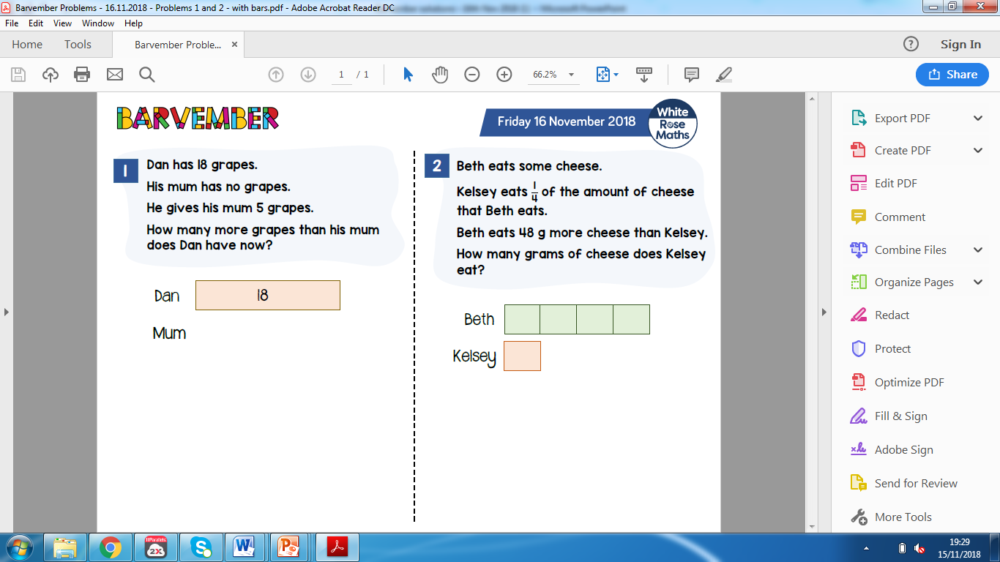 Barvember Problems - 16.11.2018 - Problems 1 and 2 - with bars.pdf - Adobe Acrobat Reader DC
File Edit View Window Help
Home Tools Barvember Proble... × Sign In
1 / 1 66.2% Share
BARVEMBER
Friday 16 November 2018
White
Rose
Maths
1
Dan has 18 grapes.
His mum has no grapes.
He gives his mum 5 grapes.
How many more grapes than his mum
does Dan have now?
Dan 18
Mum
2
Beth eats some cheese.
Kelsey eats 1/4 of the amount of cheese
that Beth eats.
Beth eats 48 g more cheese than Kelsey.
How many grams of cheese does Kelsey
eat?
Beth
Kelsey
Export PDF
Create PDF
Edit PDF
Comment
Combine Files
Organize Pages
Redact
Protect
Optimize PDF
Fill & Sign
Adobe Sign
Send for Review
More Tools
||Parallels
2X
19:29
15/11/2018